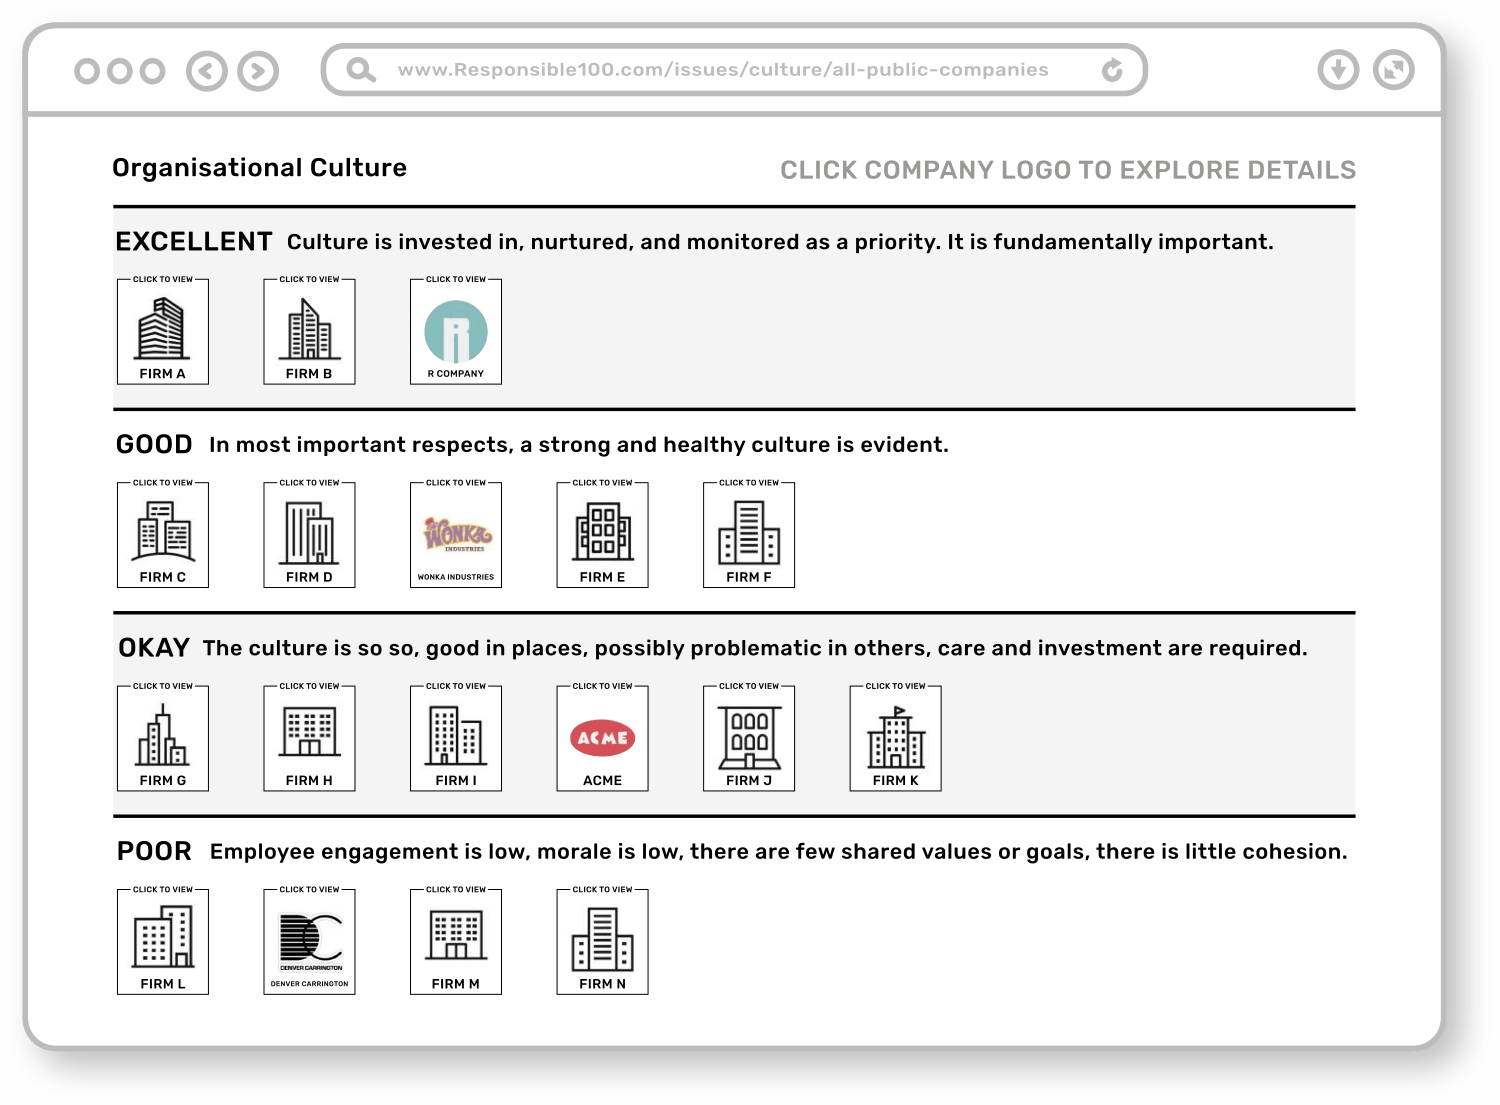 www.Responsible100.com/issues/culture/all-public-companies
Organisational Culture
CLICK COMPANY LOGO TO EXPLORE DETAILS
EXCELLENT Culture is invested in, nurtured, and monitored as a priority. It is fundamentally important.
CLICK TO VIEW CLICK TO VIEW CLICK TO VIEW
R
FIRM A FIRM B R COMPANY
GOOD In most important respects, a strong and healthy culture is evident.
CLICK TO VIEW CLICK TO VIEW CLICK TO VIEW CLICK TO VIEW CLICK TO VIEW
WONKA
INDUSTRIES
FIRM C FIRM D WONKA INDUSTRIES FIRM E FIRM F
OKAY The culture is so so, good in places, possibly problematic in others, care and investment are required.
CLICK TO VIEW CLICK TO VIEW CLICK TO VIEW CLICK TO VIEW CLICK TO VIEW CLICK TO VIEW
ACME
FIRM G FIRM H FIRM I ACME FIRM J FIRM K
POOR Employee engagement is low, morale is low, there are few shared values or goals, there is little cohesion.
CLICK TO VIEW CLICK TO VIEW CLICK TO VIEW CLICK TO VIEW
DC
DENVER CARRINGTON
FIRM L DENVER CARRINGTON FIRM M FIRM N